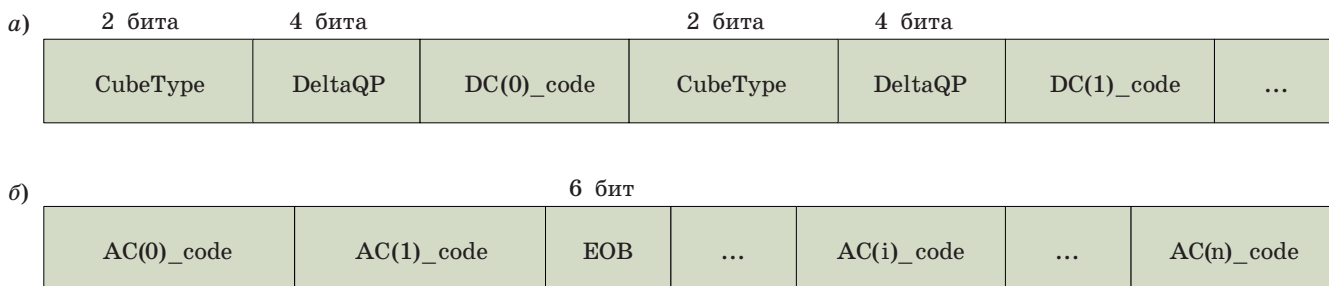 а) 2 бита 4 бита 2 бита 4 бита
CubeType DeltaQP DC(0)_code CubeType DeltaQP DC(1)_code ...
б) 6 бит
AC(0)_code AC(1)_code EOB ... AC(i)_code ... AC(n)_code